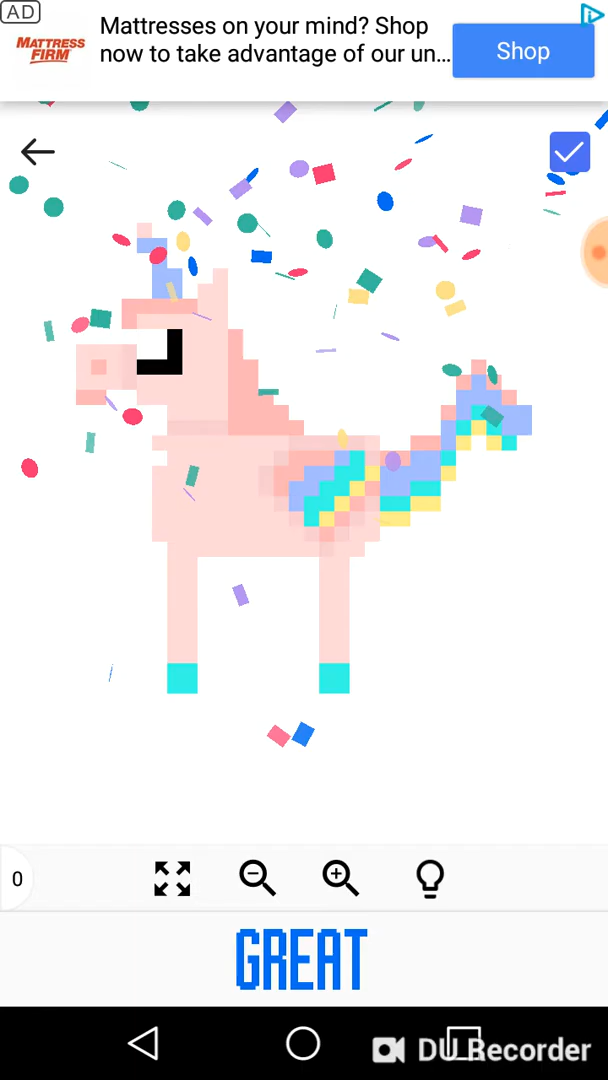 AD
MATTRESS
FIRM
Mattresses on your mind? Shop
now to take advantage of our un...
Shop
0
GREAT
DU Recorder